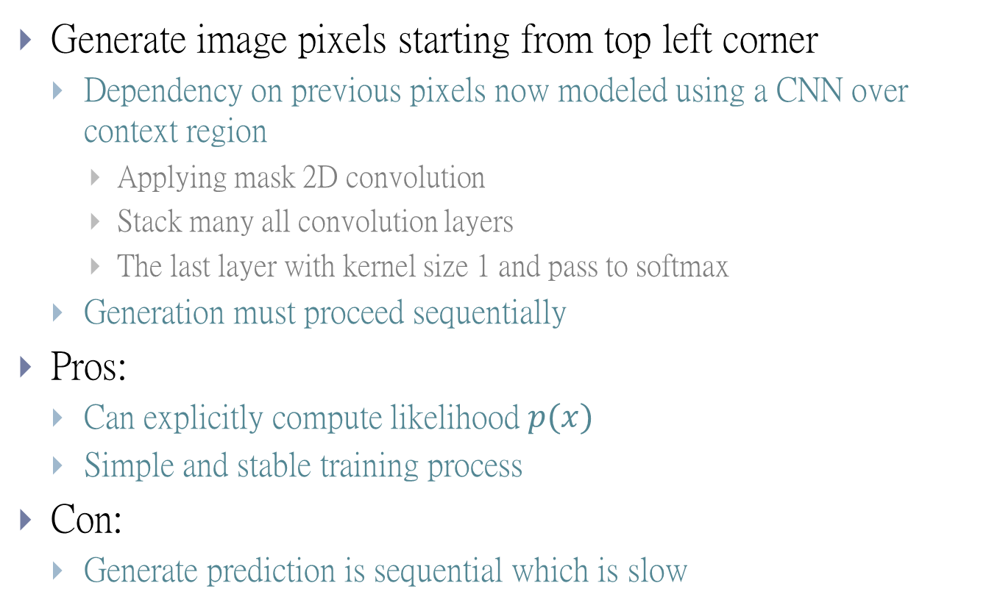 Generate image pixels starting from top left corner
Dependency on previous pixels now modeled using a CNN over
context region
Applying mask 2D convolution
Stack many all convolution layers
The last layer with kernel size 1 and pass to softmax
Generation must proceed sequentially
Pros:
Can explicitly compute likelihood p(x)
Simple and stable training process
Con:
Generate prediction is sequential which is slow